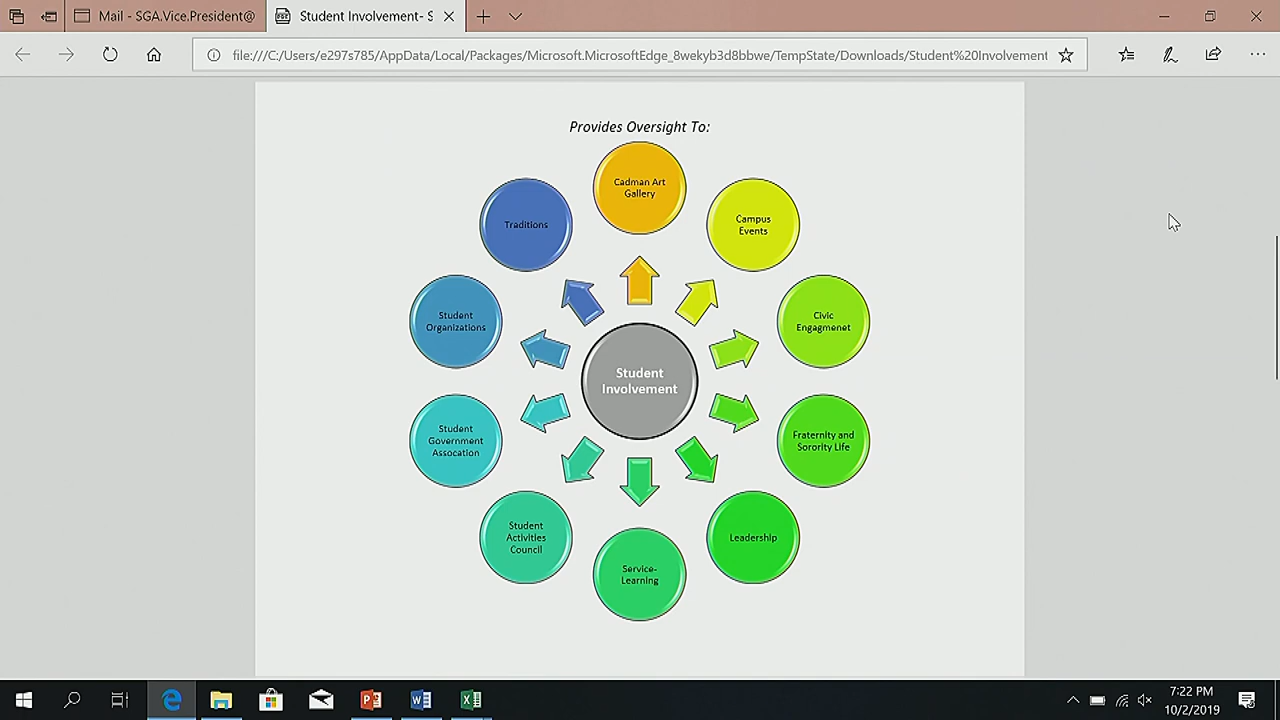 Mail - SGA.Vice.President@
Student Involvement- S
file:///C:/Users/e297s785/AppData/Local/Packages/Microsoft.MicrosoftEdge_8wekyb3d8bbwe/TempState/Downloads/Student%20Involvement
Provides Oversight To:
Cadman Art
Gallery
Campus
Events
Civic
Engagmenet
Fraternity and
Sorority Life
Leadership
Service-
Learning
Student
Activities
Council
Student
Government
Assocation
Student
Organizations
Traditions
Student
Involvement
7:22 PM
10/2/2019